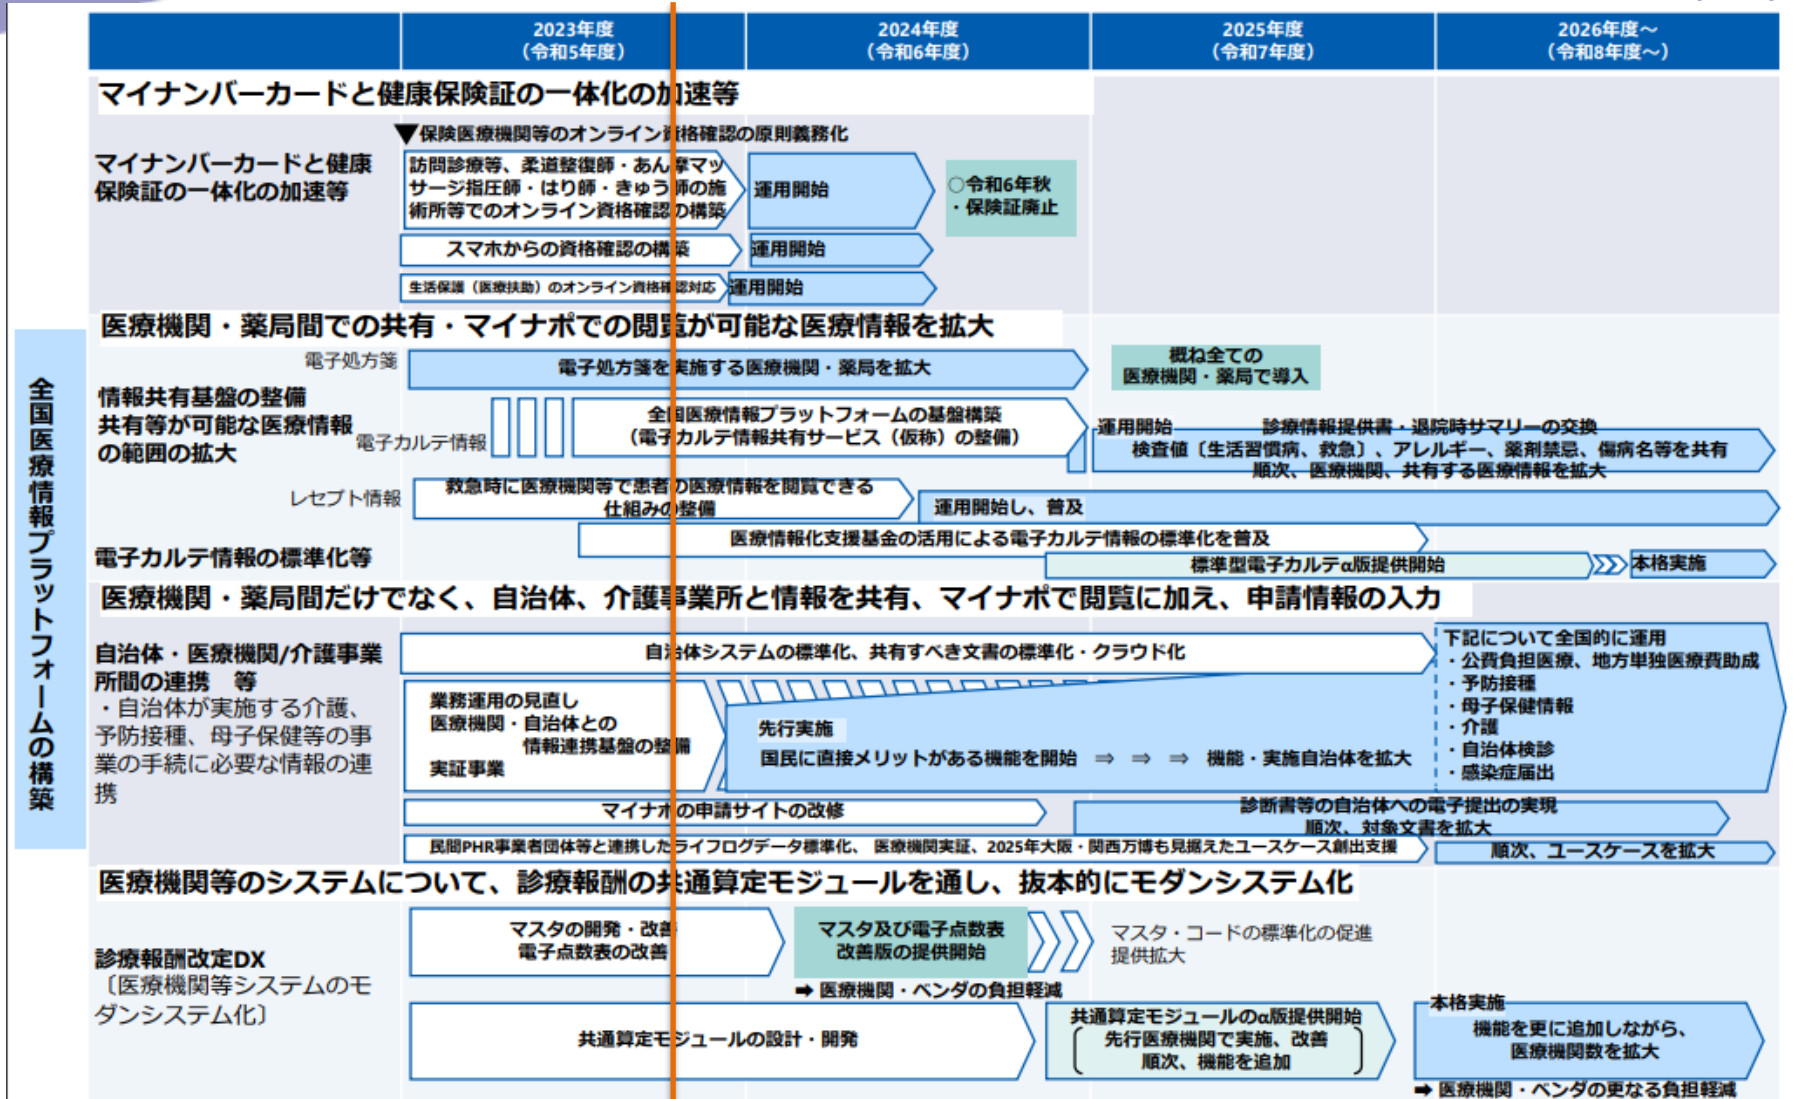 2023年度
（令和5年度）
2024年度
（令和6年度）
2025年度
（令和7年度）
2026年度～
（令和8年度～）
全国医療情報プラットフォームの構築
マイナンバーカードと健康保険証の一体化の加速等
マイナンバーカードと健康
保険証の一体化の加速等
▼保険医療機関等のオンライン資格確認の原則義務化
訪問診療等、柔道整復師・あん摩マッ
サージ指圧師・はり師・きゅう師の施
術所等でのオンライン資格確認の構築
運用開始
○令和6年秋
・保険証廃止
スマホからの資格確認の構築
運用開始
生活保護（医療扶助）のオンライン資格確認対応
運用開始
医療機関・薬局間での共有・マイナポでの閲覧が可能な医療情報を拡大
電子処方箋
電子処方箋を実施する医療機関・薬局を拡大
概ね全ての
医療機関・薬局で導入
情報共有基盤の整備
共有等が可能な医療情報
の範囲の拡大
電子カルテ情報
全国医療情報プラットフォームの基盤構築
（電子カルテ情報共有サービス（仮称）の整備）
運用開始
診療情報提供書・退院時サマリーの交換
検査値〔生活習慣病、救急〕、アレルギー、薬剤禁忌、傷病名等を共有
順次、医療機関、共有する医療情報を拡大
レセプト情報
救急時に医療機関等で患者の医療情報を閲覧できる
仕組みの整備
運用開始し、普及
電子カルテ情報の標準化等
医療情報化支援基金の活用による電子カルテ情報の標準化を普及
標準型電子カルテα版提供開始
本格実施
医療機関・薬局間だけでなく、自治体、介護事業所と情報を共有、マイナポで閲覧に加え、申請情報の入力
自治体・医療機関/介護事業
所間の連携　等
・自治体が実施する介護、
予防接種、母子保健等の事
業の手続に必要な情報の連
携
自治体システムの標準化、共有すべき文書の標準化・クラウド化
業務運用の見直し
医療機関・自治体との
情報連携基盤の整備
実証事業
先行実施
国民に直接メリットがある機能を開始　⇒　⇒　⇒　機能・実施自治体を拡大
下記について全国的に運用
・公費負担医療、地方単独医療費助成
・予防接種
・母子保健情報
・介護
・自治体検診
・感染症届出
マイナポの申請サイトの改修
診断書等の自治体への電子提出の実現
順次、対象文書を拡大
民間PHR事業者団体等と連携したライフログデータ標準化、 医療機関実証、2025年大阪・関西万博も見据えたユースケース創出支援
順次、ユースケースを拡大
医療機関等のシステムについて、診療報酬の共通算定モジュールを通し、抜本的にモダンシステム化
診療報酬改定DX
〔医療機関等システムのモ
ダンシステム化〕
マスタの開発・改善
電子点数表の改善
マスタ及び電子点数表
改善版の提供開始
マスタ・コードの標準化の促進
提供拡大
➡ 医療機関・ベンダの負担軽減
共通算定モジュールの設計・開発
共通算定モジュールのα版提供開始
先行医療機関で実施、改善
順次、機能を追加
本格実施
機能を更に追加しながら、
医療機関数を拡大
➡ 医療機関・ベンダの更なる負担軽減